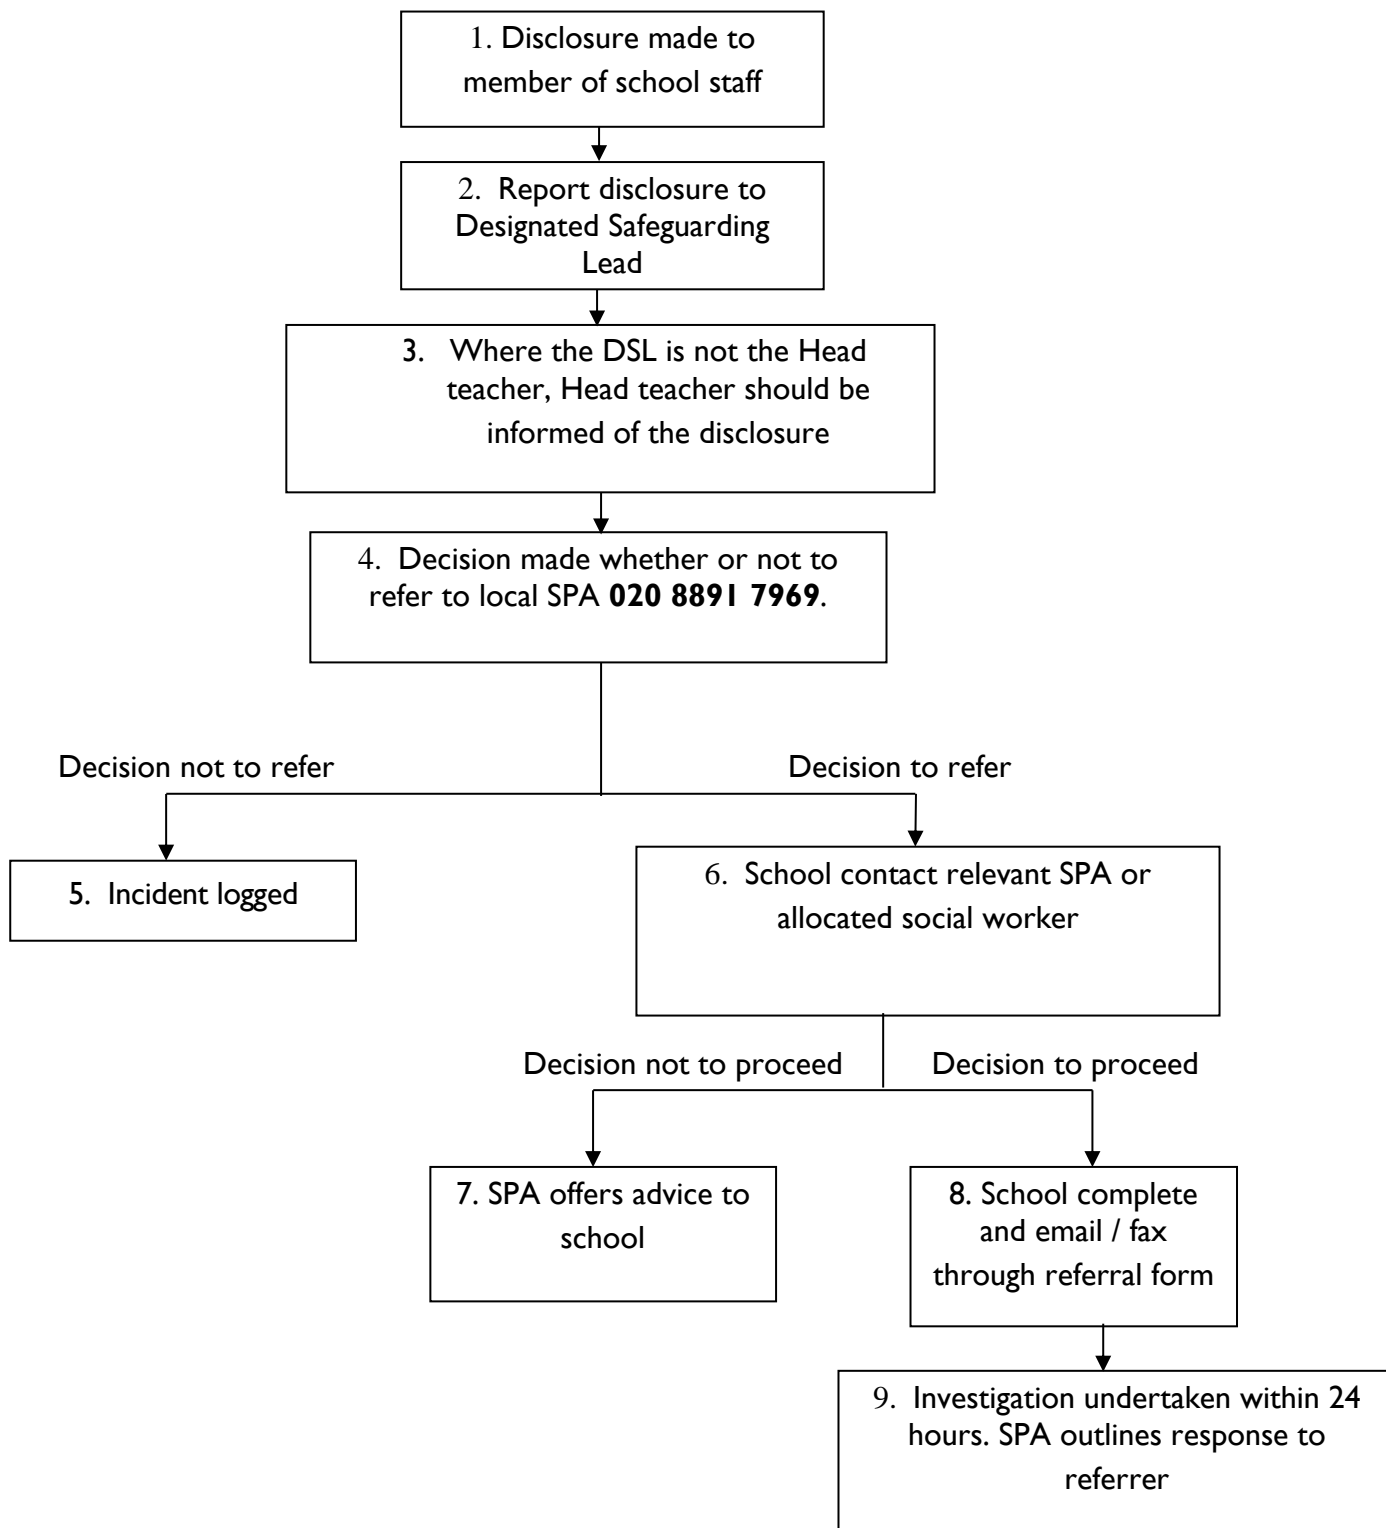 1. Disclosure made to
member of school staff
2. Report disclosure to
Designated Safeguarding
Lead
3. Where the DSL is not the Head
teacher, Head teacher should be
informed of the disclosure
4. Decision made whether or not to
refer to local SPA 020 8891 7969.
Decision not to refer
Decision to refer
5. Incident logged
6. School contact relevant SPA or
allocated social worker
Decision not to proceed
Decision to proceed
7. SPA offers advice to
school
8. School complete
and email / fax
through referral form
9. Investigation undertaken within 24
hours. SPA outlines response to
referrer